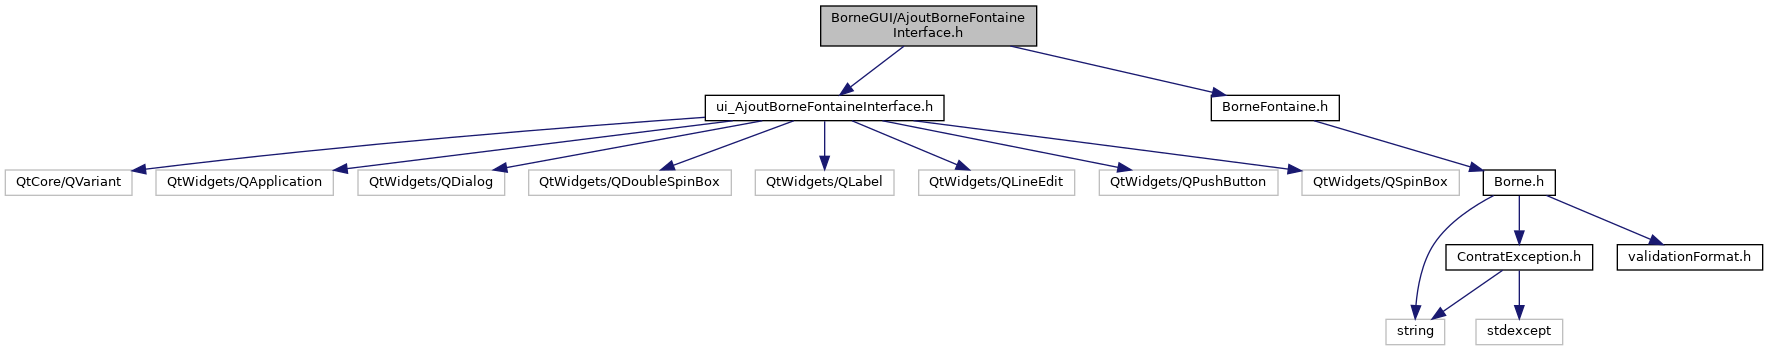 BorneGUI/AjoutBorneFontaine
Interface.h
ui_AjoutBorneFontaineInterface.h
BorneFontaine.h
QtCore/QVariant
QtWidgets/QApplication
QtWidgets/QDialog
QtWidgets/QDoubleSpinBox
QtWidgets/QLabel
QtWidgets/QLineEdit
QtWidgets/QPushButton
QtWidgets/QSpinBox
Borne.h
ContratException.h
validationFormat.h
string
stdexcept